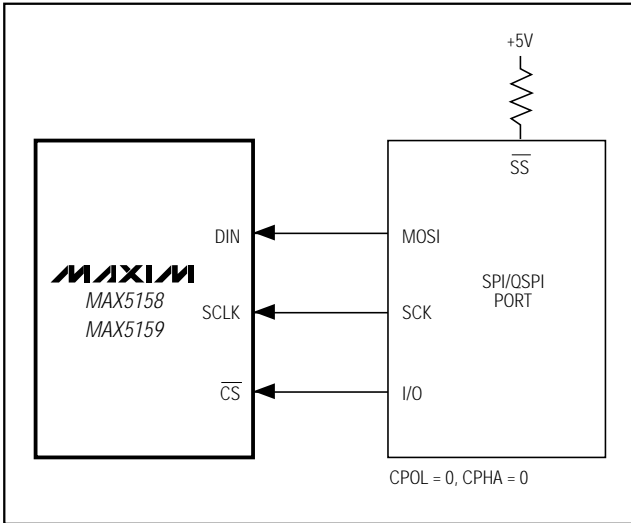 +5V
SS
DIN
MOSI
MAXIM
MAX5158
MAX5159
SPI/QSPI
PORT
SCLK
SCK
CS
I/O
CPOL = 0, CPHA = 0